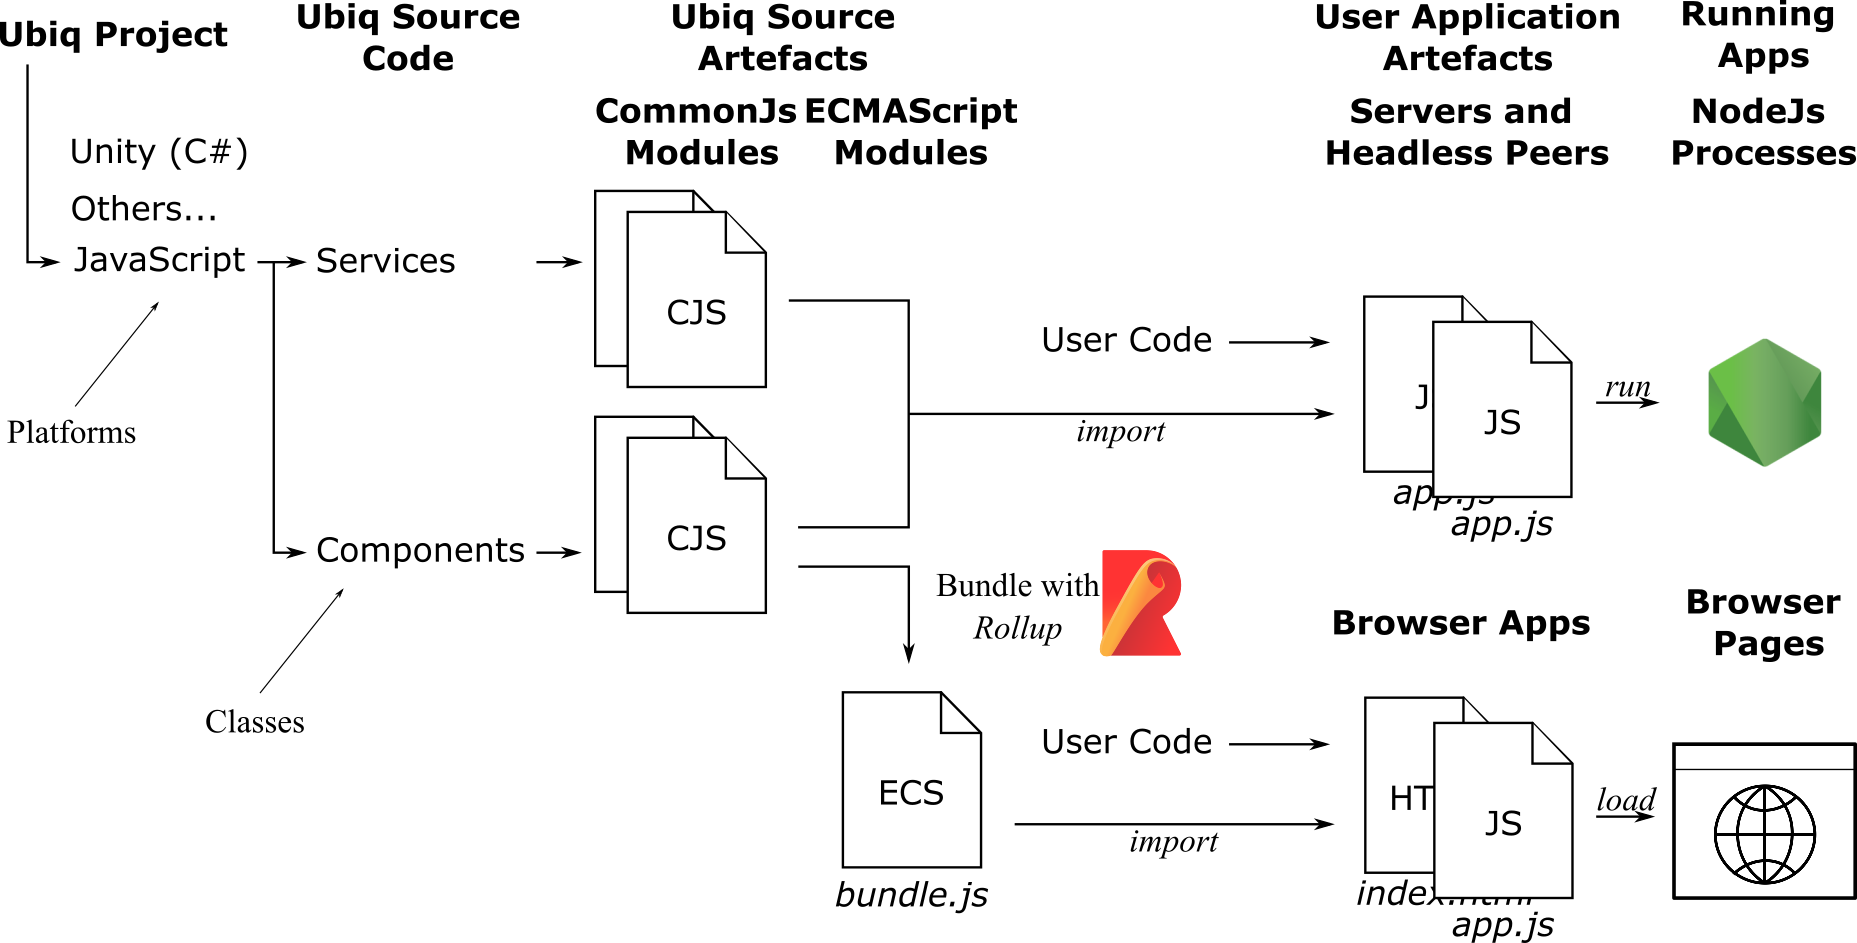 Ubiq Project
Ubiq Source
Code
Ubiq Source
Artefacts
User Application
Artefacts
Running
Apps
CommonJs
Modules
ECMAScript
Modules
Servers and
Headless Peers
NodeJs
Processes
Unity (C#)
Others...
JavaScript
Services
CJS
User Code
import
J
JS
app.js
app.js
run
Platforms
Components
CJS
Bundle with
Rollup
Classes
Browser Apps
Browser
Pages
ECS
bundle.js
User Code
import
HT
JS
index.html
app.js
load